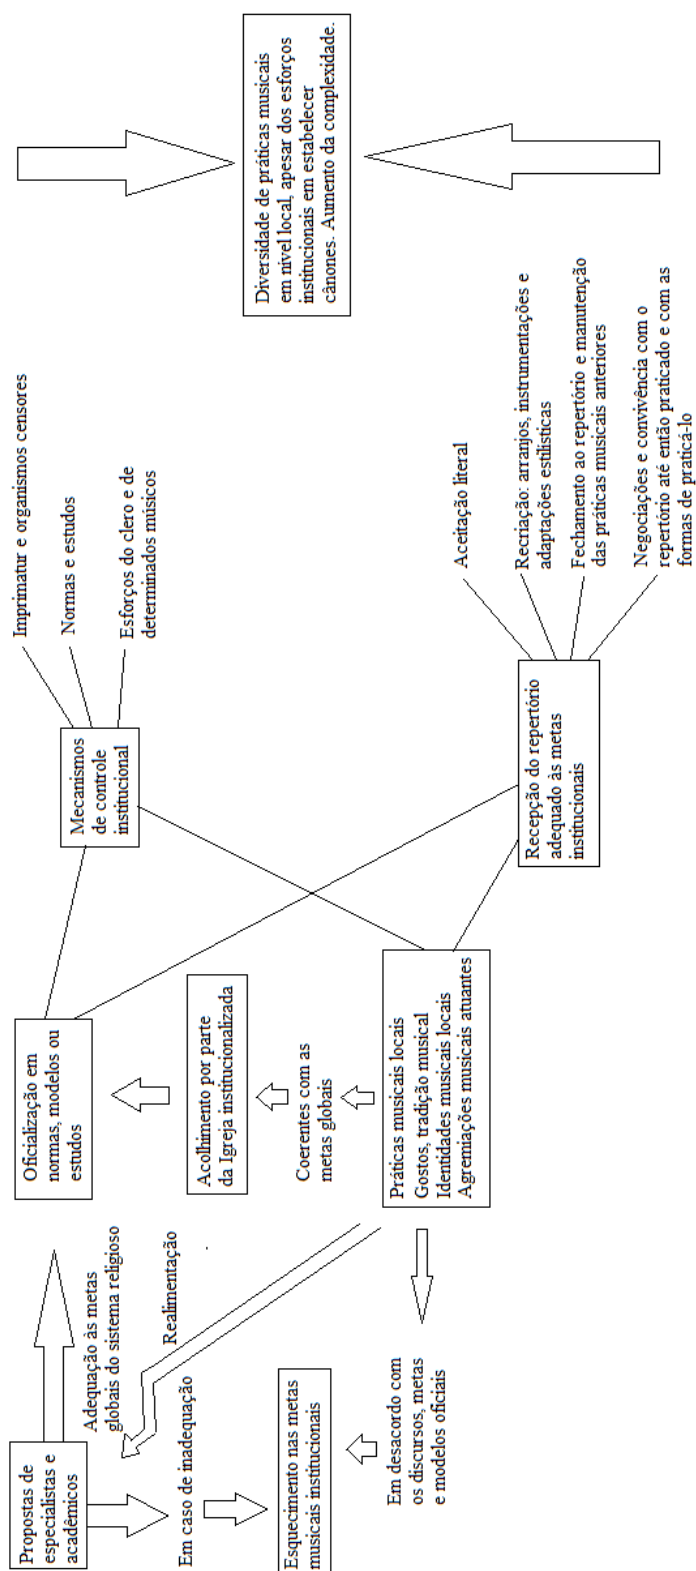 Propostas de
especialistas e
acadêmicos
Adequação às metas
globais do sistema religioso
Oficialização em
normas, modelos ou
estudos
Mecanismos
de controle
institucional
Imprimatur e organismos censores
Normas e estudos
Esforços do clero e de
determinados músicos
Em caso de inadequação
Realimentação
Acolhimento por parte
da Igreja institucionalizada
Coerentes com as
metas globais
Esquecimento nas metas
musicais institucionais
Em desacordo com
os discursos, metas
e modelos oficiais
Práticas musicais locais
Gostos, tradição musical
Identidades musicais locais
Agremiações musicais atuantes
Recepção do repertório
adequado às metas
institucionais
Aceitação literal
Recriação: arranjos, instrumentações e
adaptações estilísticas
Fechamento ao repertório e manutenção
das práticas musicais anteriores
Negociações e convivência com o
repertório até então praticado e com as
formas de praticá-lo
Diversidade de práticas musicais
em nível local, apesar dos esforços
institucionais em estabelecer
cânones. Aumento da complexidade.